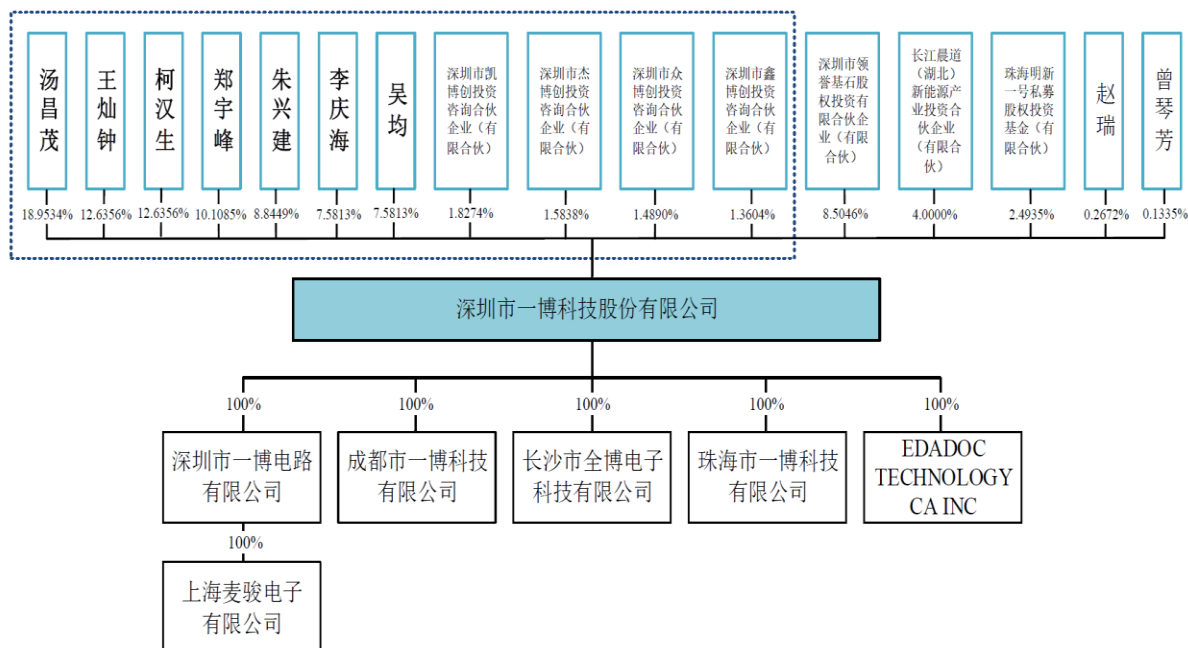 汤昌茂
王灿钟
柯汉生
郑宇峰
朱兴建
李庆海
吴均
深圳市凯
博创投资
咨询合伙
企业（有
限合伙）
深圳市杰
博创投资
咨询合伙
企业（有
限合伙）
深圳市众
博创投资
咨询合伙
企业（有
限合伙）
深圳市鑫
博创投资
咨询合伙
企业（有
限合伙）
深圳市领
誉基石股
权投资有
限合伙企
业（有限
合伙）
长江晨道
（湖北）
新能源产
业投资合
伙企业
（有限合
伙）
珠海明新
一号私募
股权投资
基金（有
限合伙）
赵瑞
曾琴芳
18.9534%
12.6356%
12.6356%
10.1085%
8.8449%
7.5813%
7.5813%
1.8274%
1.5838%
1.4890%
1.3604%
8.5046%
4.0000%
2.4935%
0.2672%
0.1335%
深圳市一博科技股份有限公司
100%
100%
100%
100%
100%
深圳市一博电路
有限公司
成都市一博科技
有限公司
长沙市全博电子
科技有限公司
珠海市一博科技
有限公司
EDADOC
TECHNOLOGY
CA INC
100%
上海麦骏电子
有限公司